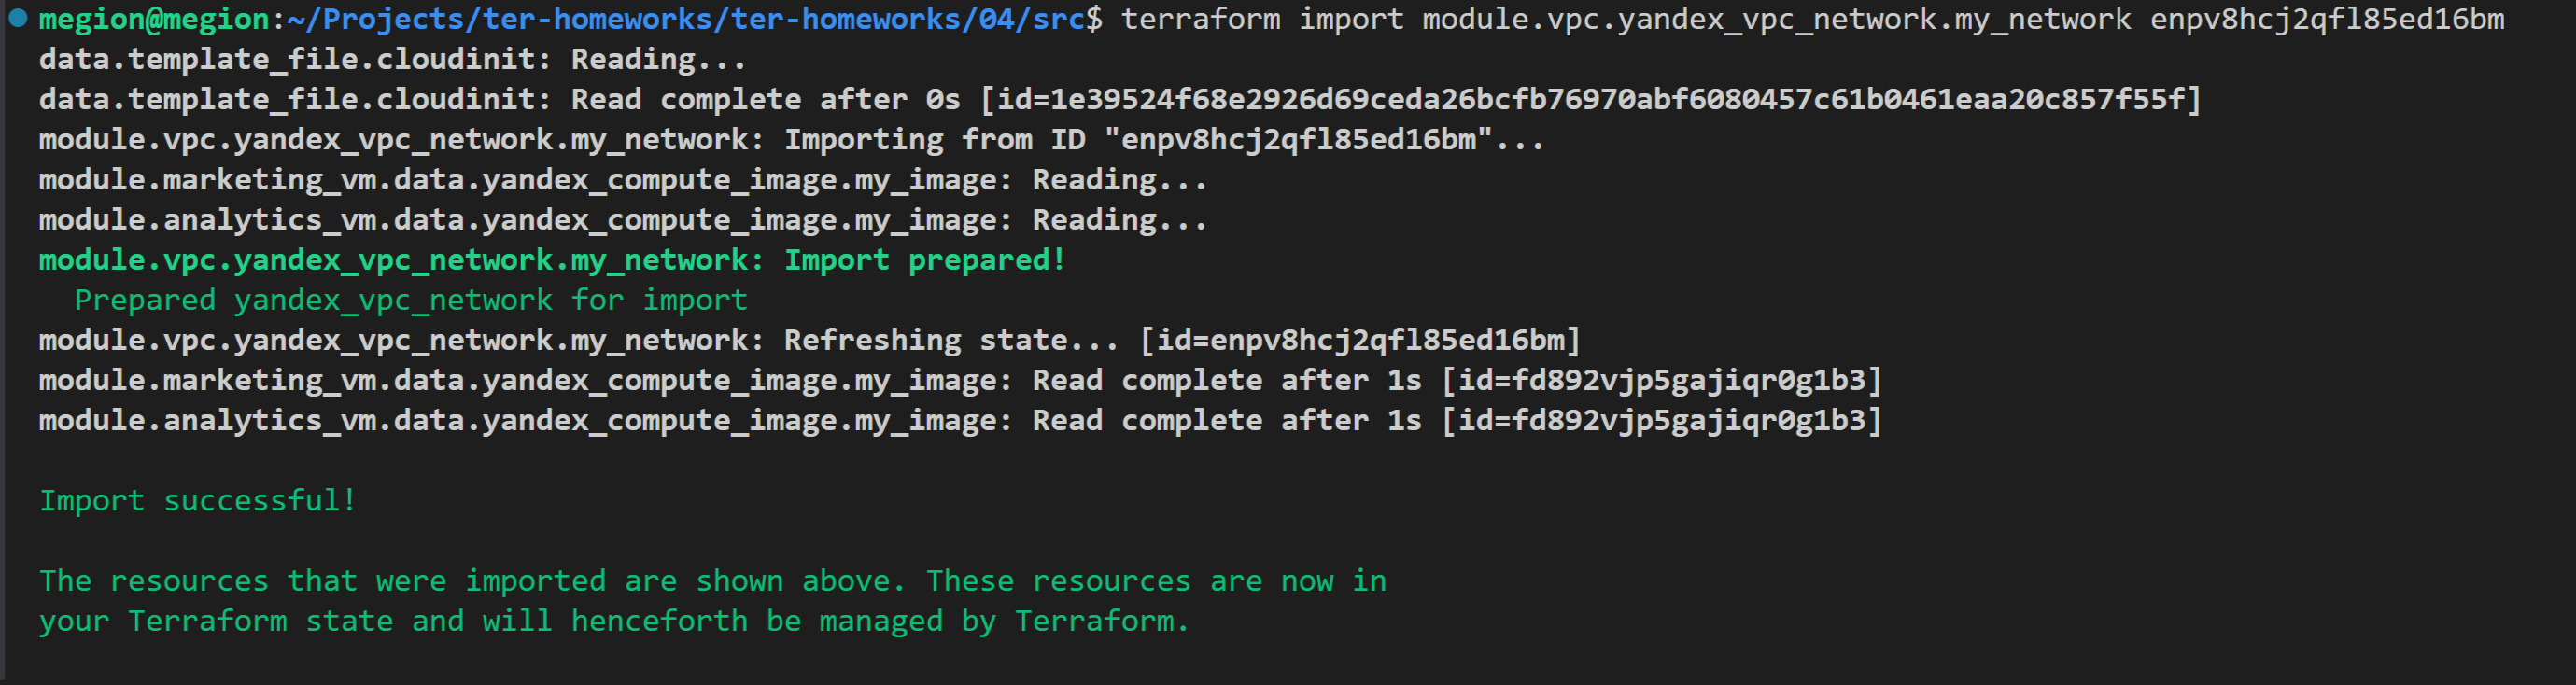 megion@megion:~/Projects/ter-homeworks/ter-homeworks/04/src$ terraform import module.vpc.yandex_vpc_network.my_network enpv8hcj2qfl85ed16bm
data.template_file.cloudinit: Reading...
data.template_file.cloudinit: Read complete after 0s [id=1e39524f68e2926d69ceda26bcfb76970abf6080457c61b0461eaa20c857f55f]
module.vpc.yandex_vpc_network.my_network: Importing from ID "enpv8hcj2qfl85ed16bm"...
module.marketing_vm.data.yandex_compute_image.my_image: Reading...
module.analytics_vm.data.yandex_compute_image.my_image: Reading...
module.vpc.yandex_vpc_network.my_network: Import prepared!
  Prepared yandex_vpc_network for import
module.vpc.yandex_vpc_network.my_network: Refreshing state... [id=enpv8hcj2qfl85ed16bm]
module.marketing_vm.data.yandex_compute_image.my_image: Read complete after 1s [id=fd892vjp5gajiqr0g1b3]
module.analytics_vm.data.yandex_compute_image.my_image: Read complete after 1s [id=fd892vjp5gajiqr0g1b3]
Import successful!
The resources that were imported are shown above. These resources are now in
your Terraform state and will henceforth be managed by Terraform.